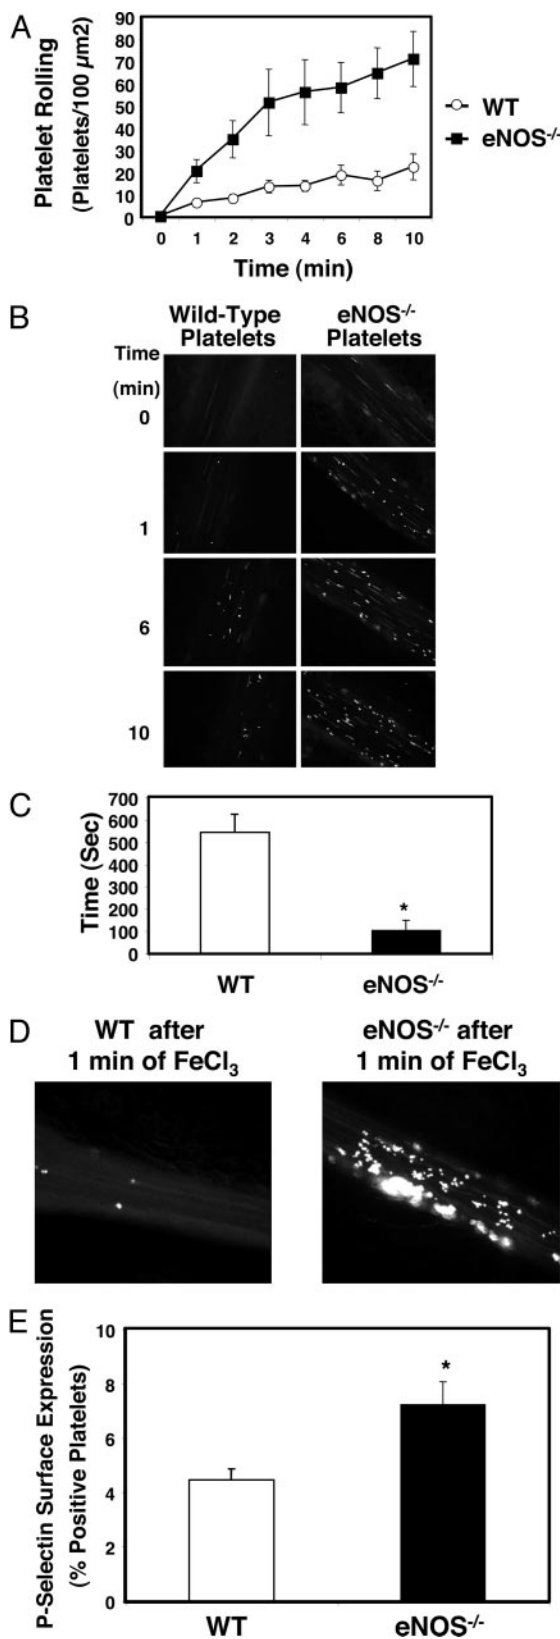 A
Platelet Rolling
(Platelets/100 µm2)
90
80
70
60
50
40
30
20
10
0
0 1 2 3 4 6 8 10
Time (min)
WT
eNOS-/-
B
Wild-Type
Platelets
eNOS-/-
Platelets
Time
(min)
0
1
6
10
C
Time (Sec)
700
600
500
400
300
200
100
0
*
WT eNOS-/-
D
WT after
1 min of FeCl3
eNOS-/- after
1 min of FeCl3
E
P-Selectin Surface Expression
(% Positive Platelets)
10
8
6
4
2
0
*
WT eNOS-/-